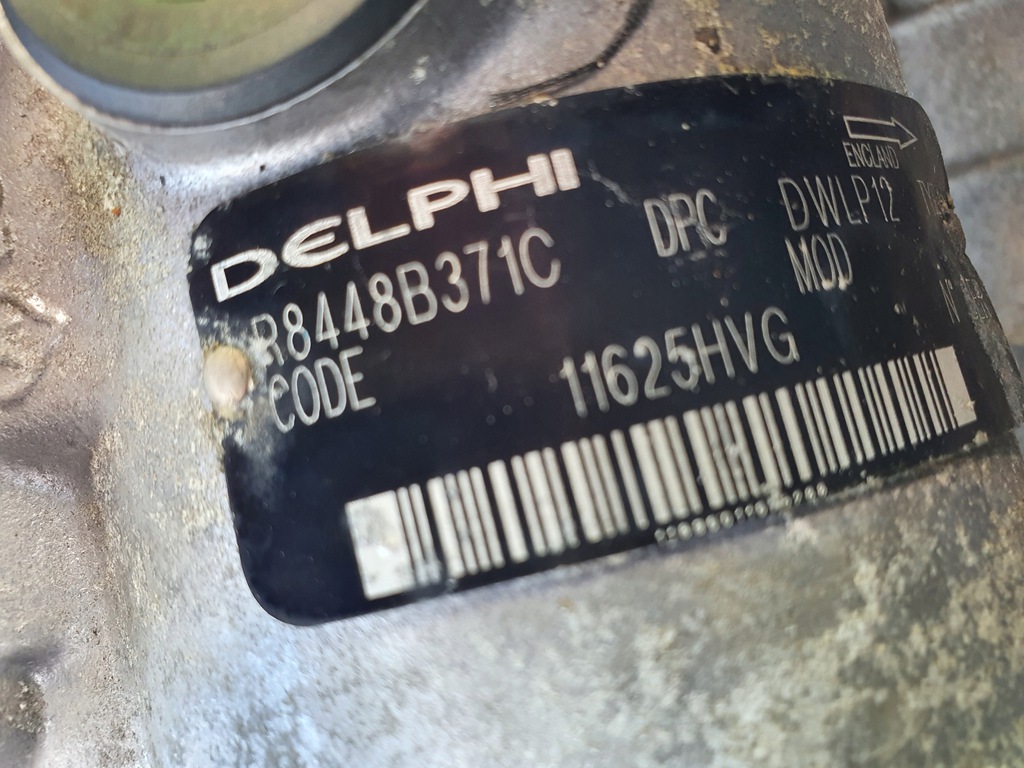 DELPHI
ENGLAND
R8448B371C DPC DWLP12
CODE MOD
11625HVG